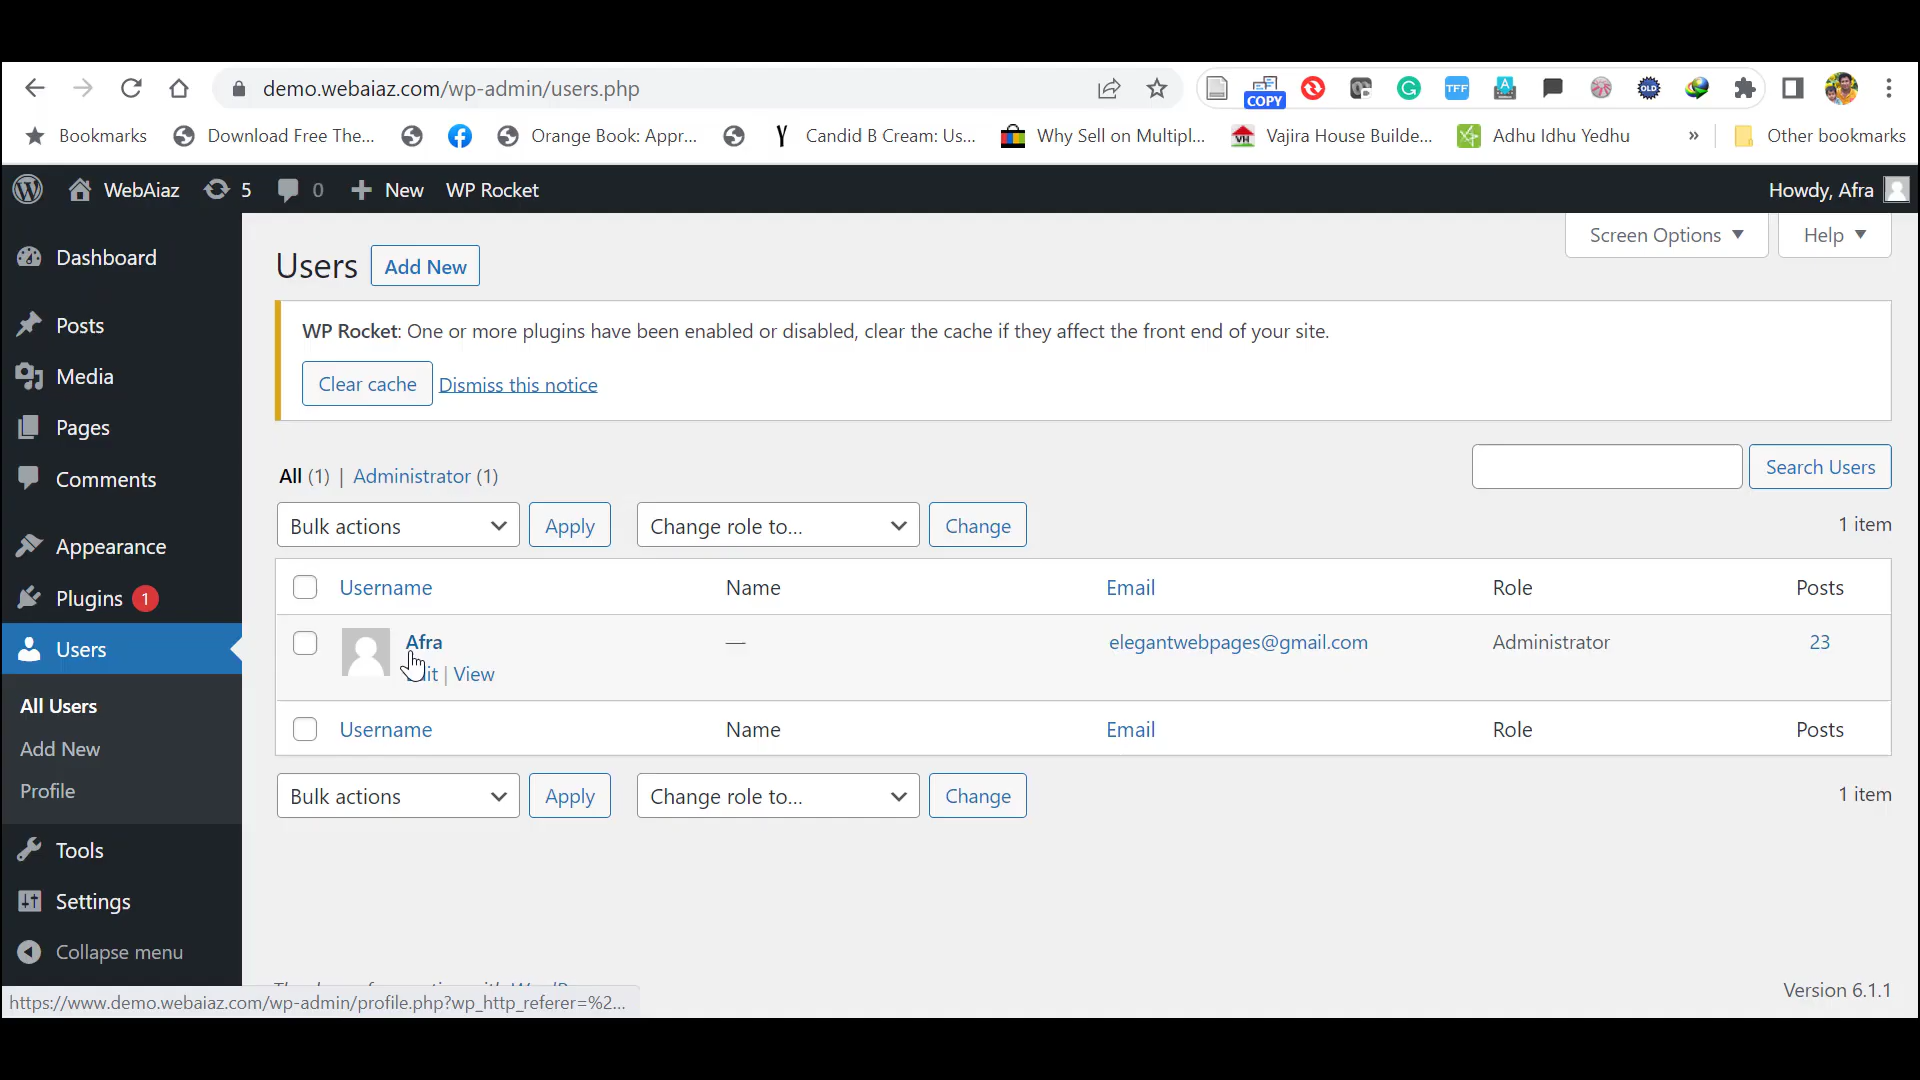 demo.webaiaz.com/wp-admin/users.php
COPY
TFF
OLD
Bookmarks
Download Free The...
Orange Book: Appr...
Candid B Cream: Us...
Why Sell on Multipl...
VH
Vajira House Builde...
Adhu Idhu Yedhu
»
Other bookmarks
WebAiaz
5
0
New
WP Rocket
Howdy, Afra
Dashboard
Posts
Media
Pages
Comments
Appearance
Plugins 1
Users
All Users
Add New
Profile
Tools
Settings
Collapse menu
Screen Options
Help
Users
Add New
WP Rocket: One or more plugins have been enabled or disabled, clear the cache if they affect the front end of your site.
Clear cache
Dismiss this notice
All (1) | Administrator (1)
Search Users
Bulk actions
Apply
Change role to...
Change
1 item
Username Name Email Role Posts
Afra — elegantwebpages@gmail.com Administrator 23
| View
Username Name Email Role Posts
Bulk actions
Apply
Change role to...
Change
1 item
Version 6.1.1
https://www.demo.webaiaz.com/wp-admin/profile.php?wp_http_referer=%2...